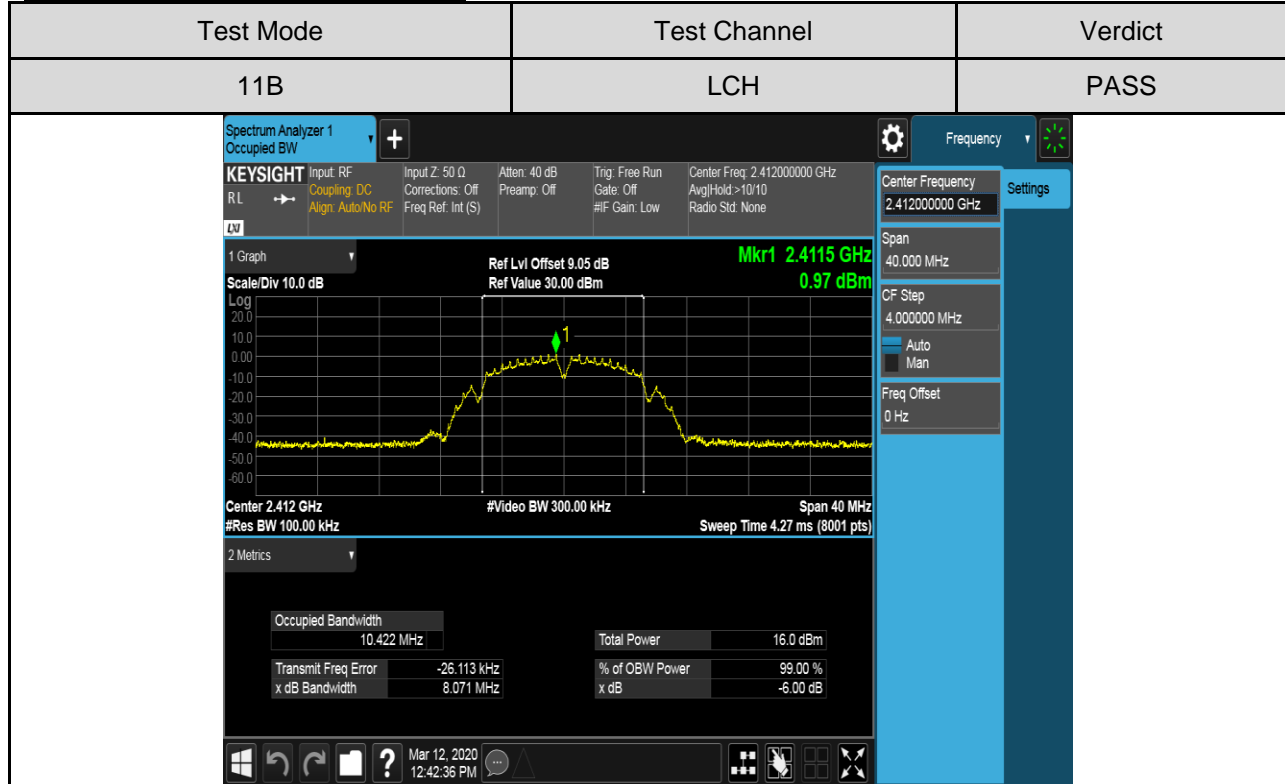 Test Mode Test Channel Verdict
11B LCH PASS
Spectrum Analyzer 1
Occupied BW
+
Frequency
KEYSIGHT Input: RF Input Z: 50 Ω Atten: 40 dB Trig: Free Run Center Freq: 2.412000000 GHz
RL Coupling: DC Corrections: Off Preamp: Off Gate: Off Avg|Hold:>10/10
Align: Auto/No RF Freq Ref: Int (S) #IF Gain: Low Radio Std: None
LXI
Center Frequency
2.412000000 GHz
Settings
Span
40.000 MHz
CF Step
4.000000 MHz
Auto
Man
Freq Offset
0 Hz
1 Graph
Ref Lvl Offset 9.05 dB
Mkr1 2.4115 GHz
Scale/Div 10.0 dB Ref Value 30.00 dBm 0.97 dBm
Log
20.0
10.0
1
0.00
-10.0
-20.0
-30.0
-40.0
-50.0
-60.0
Center 2.412 GHz #Video BW 300.00 kHz Span 40 MHz
#Res BW 100.00 kHz Sweep Time 4.27 ms (8001 pts)
2 Metrics
Occupied Bandwidth
10.422 MHz Total Power 16.0 dBm
Transmit Freq Error -26.113 kHz % of OBW Power 99.00 %
x dB Bandwidth 8.071 MHz x dB -6.00 dB
? Mar 12, 2020
12:42:36 PM